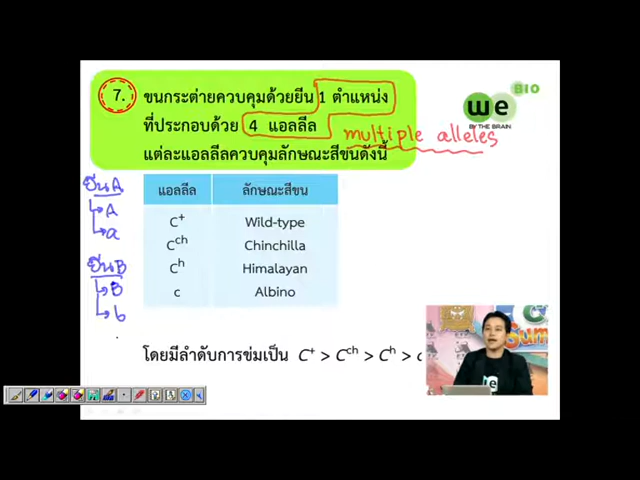 7.
ขนกระต่ายควบคุมด้วยยีน 1 ตำแหน่ง
ที่ประกอบด้วย 4 แอลลีล
multiple alleles
แต่ละแอลลีลควบคุมลักษณะสีขนดังนี้
we BIO
BY THE BRAIN
ยีนA
A
a
ยีนB
B
b
แอลลีล ลักษณะสีขน
C+ Wild-type
Cch Chinchilla
Ch Himalayan
c Albino
โดยมีลำดับการข่มเป็น C+ > Cch > Ch > c
we